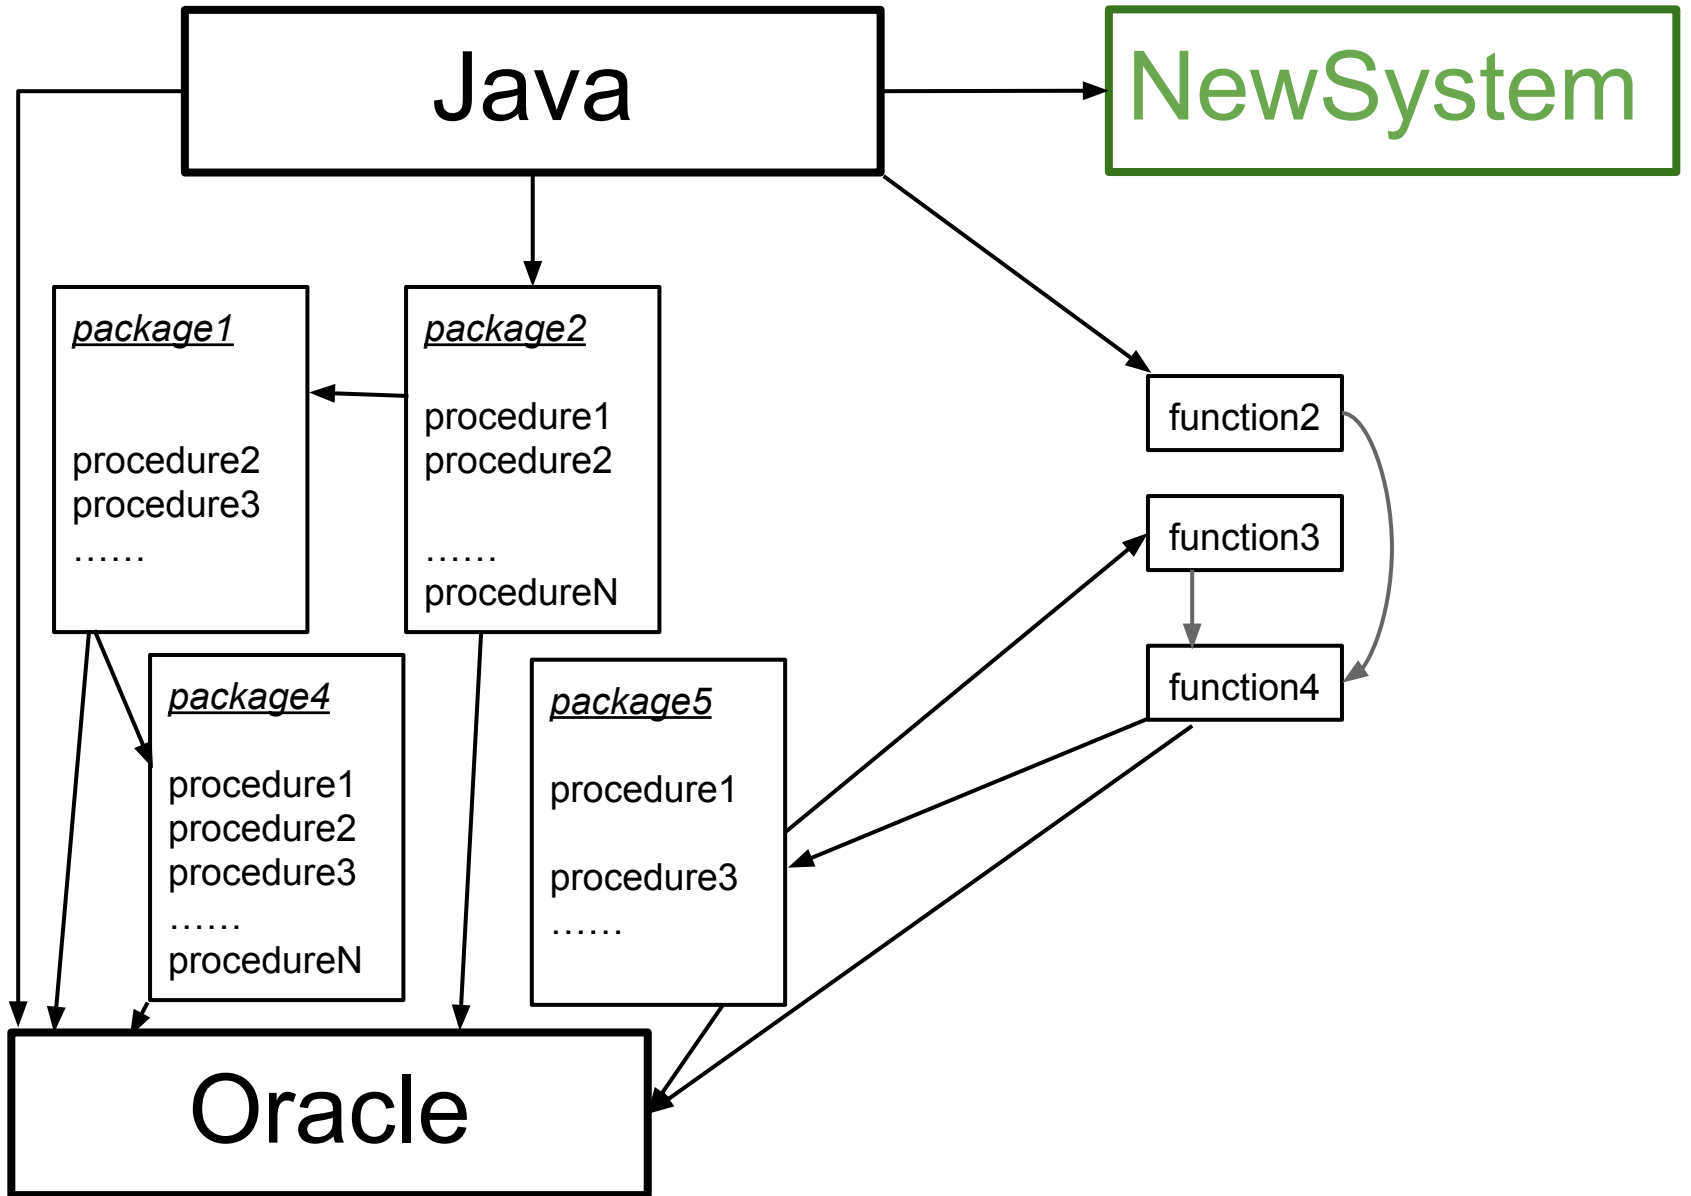 Java
NewSystem
package1
procedure2
procedure3
……
package2
procedure1
procedure2
……
procedureN
function2
function3
function4
package4
procedure1
procedure2
procedure3
……
procedureN
package5
procedure1
procedure3
……
Oracle